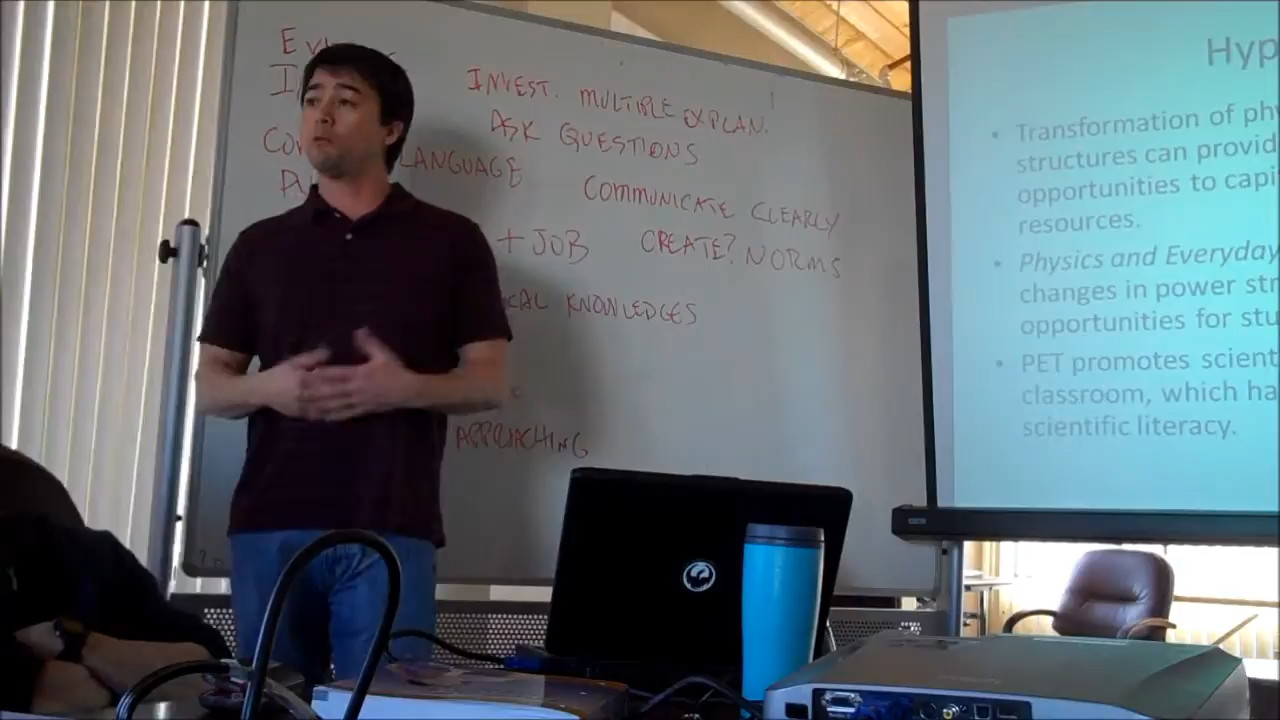 INVEST. MULTIPLE EXPLAN.
ASK QUESTIONS
LANGUAGE
COMMUNICATE CLEARLY
+ JOB CREATE? NORMS
KNOWLEDGES
APPROACHING
Hyp
• Transformation of ph
structures can provid
opportunities to capi
resources.
• Physics and Everyday
changes in power str
opportunities for stu
• PET promotes scient
classroom, which ha
scientific literacy.